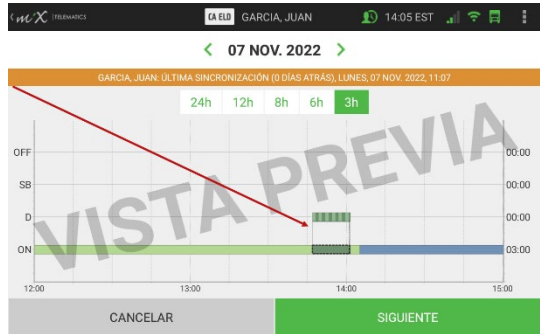 MiX TELEMATICS
CA ELD GARCIA, JUAN
14:05 EST
07 NOV. 2022
GARCIA, JUAN: ÚLTIMA SINCRONIZACIÓN (0 DÍAS ATRÁS), LUNES, 07 NOV. 2022, 11:07
24h 12h 8h 6h 3h
VISTA PREVIA
OFF 00:00
SB 00:00
D 00:00
ON 03:00
12:00 13:00 14:00 15:00
CANCELAR SIGUIENTE